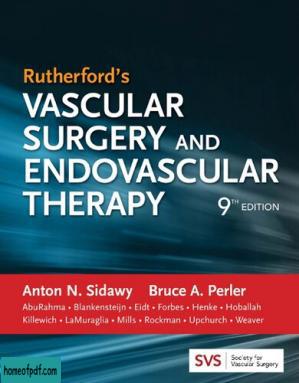 Rutherford's
VASCULAR
SURGERY AND
ENDOVASCULAR
THERAPY 9TH EDITION
Anton N. Sidawy Bruce A. Perler
AbuRahma • Blankensteijn • Eidt • Forbes • Henke • Hoballah
Killewich • LaMuraglia • Mills • Rockman • Upchurch • Weaver
SVS Society for
Vascular Surgery
homeofpdf.com